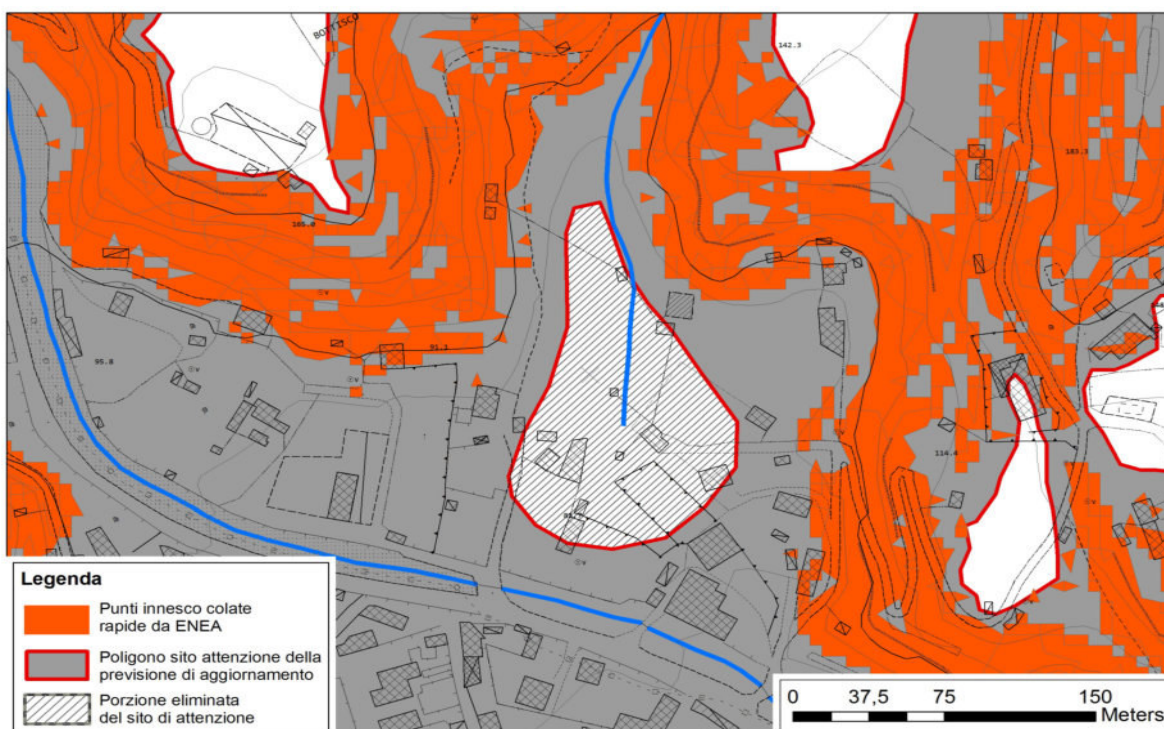 BOTTISCO
142.3
183.3
105.0
91.1
95.8
114.4
Legenda
Punti innesco colate
rapide da ENEA
Poligono sito attenzione della
previsione di aggiornamento
Porzione eliminata
del sito di attenzione
0 37,5 75 150
Meters